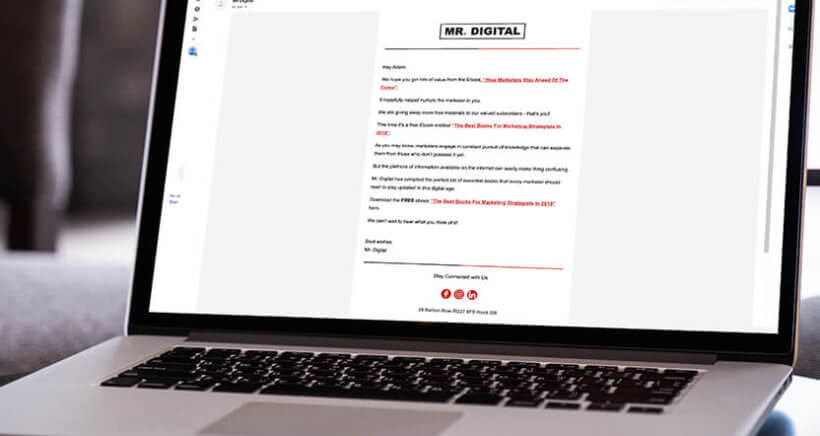 MR. DIGITAL
Hey Adam,
We hope you got lots of value from the Ebook, "How Marketers Stay Ahead Of The
Curve".
It hopefully helped nurture the marketer in you.
We are giving away more free materials to our valued subscribers - that's you!
This time it's a free Ebook entitled "The Best Books For Marketing Strategists In
2018".
As you may know, marketers engage in constant pursuit of knowledge that can separate
them from those who don't possess it yet.
But the plethora of information available on the internet can easily make thing confusing.
Mr. Digital has compiled the perfect list of essential books that every marketer should
read to stay updated in this digital age.
Download the FREE ebook "The Best Books For Marketing Strategists In 2018"
here.
We can't wait to hear what you think of it!
Best wishes
Mr. Digital
Stay Connected with Us